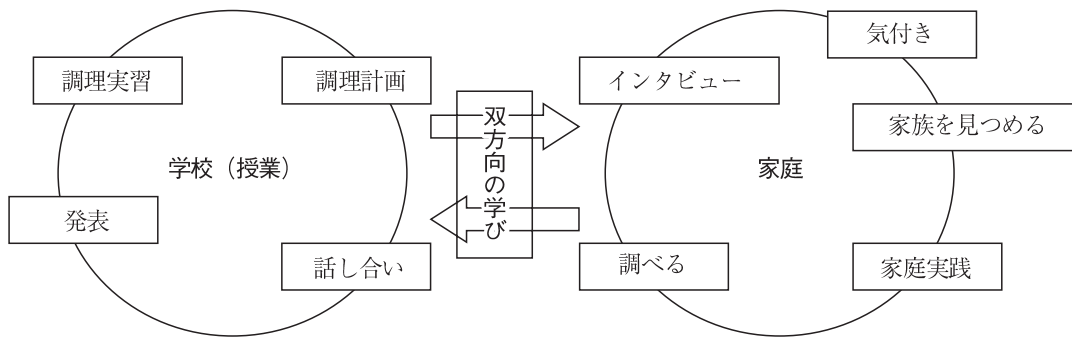 調理実習
調理計画
学校（授業）
発表
話し合い
双方向の学び
気付き
インタビュー
家族を見つめる
家庭
調べる
家庭実践